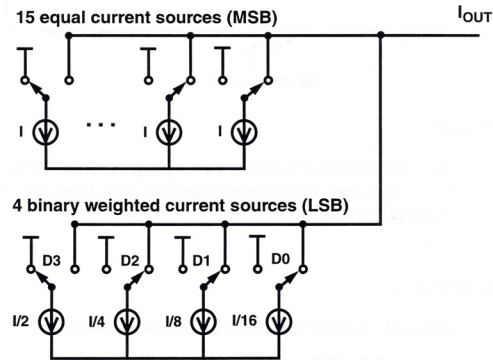 15 equal current sources (MSB)
I_OUT
I
...
I
I
4 binary weighted current sources (LSB)
D3
D2
D1
D0
I/2
I/4
I/8
I/16